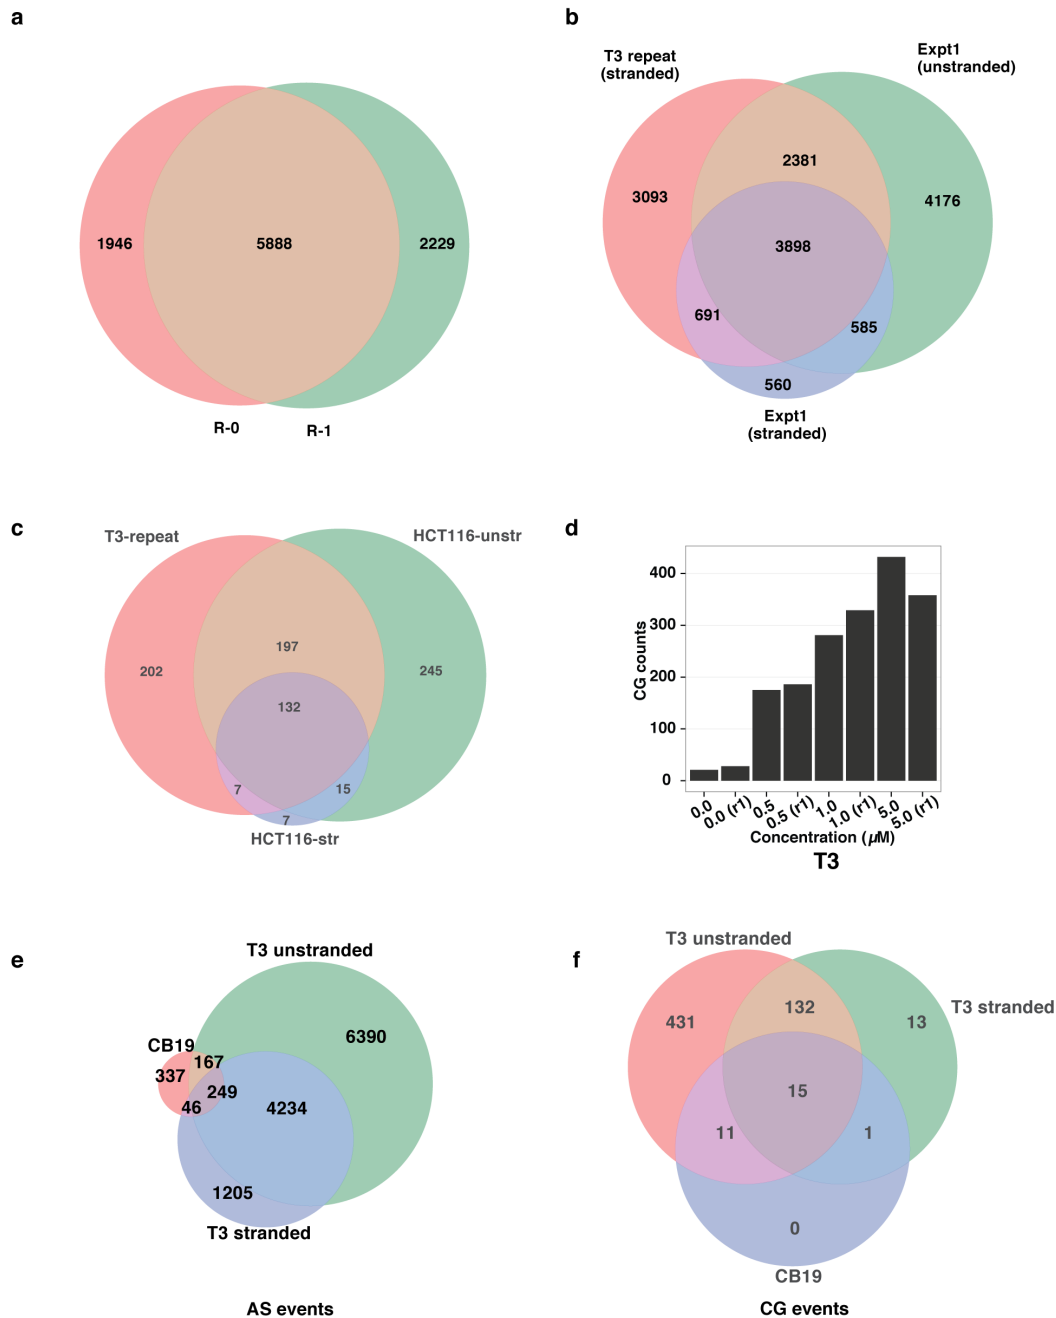 a
1946
5888
2229
R-0
R-1
b
T3 repeat
(stranded)
Expt1
(unstranded)
2381
3093
4176
3898
691
585
560
Expt1
(stranded)
c
T3-repeat
HCT116-unstr
197
202
245
132
7
15
7
HCT116-str
d
CG counts
400
300
200
100
0
0.0
0.0 (r1)
0.5
0.5 (r1)
1.0
1.0 (r1)
5.0
5.0 (r1)
Concentration (µM)
T3
e
T3 unstranded
CB19
6390
167
337
249
46
4234
1205
T3 stranded
AS events
f
T3 unstranded
T3 stranded
132
431
13
15
11
1
0
CB19
CG events